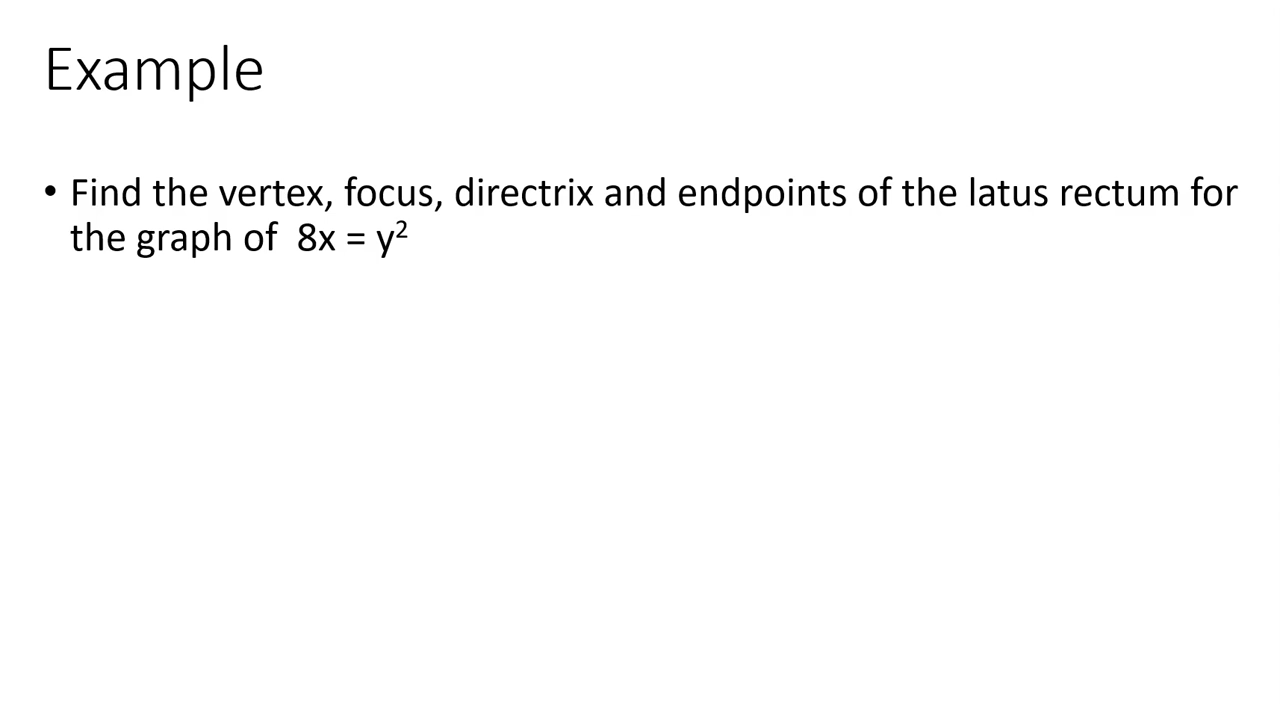 Example
• Find the vertex, focus, directrix and endpoints of the latus rectum for
the graph of  8x = y²